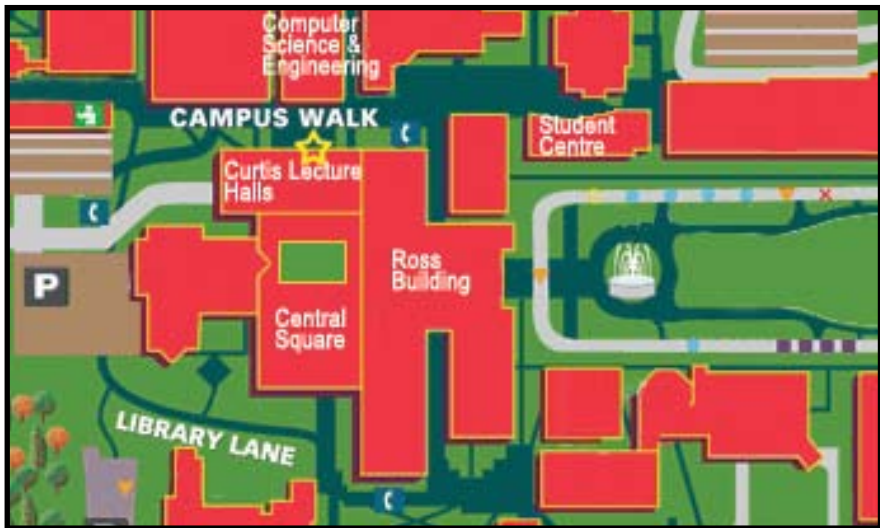 Computer
Science &
Engineering
CAMPUS WALK
Student
Centre
Curtis Lecture
Halls
Ross
Building
P
Central
Square
LIBRARY LANE